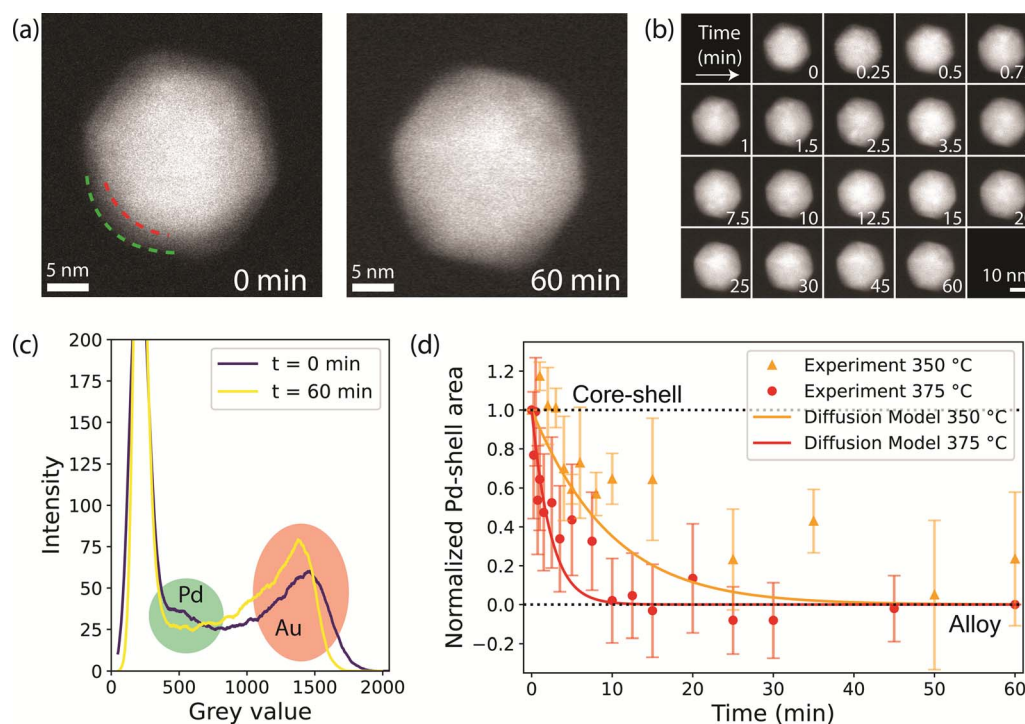 (a)
5 nm
0 min
5 nm
60 min
(b)
Time
(min)
0
0.25
0.5
0.7
1
1.5
2.5
3.5
7.5
10
12.5
15
2
25
30
45
60
10 nm
(c)
200
175
150
125
100
75
50
25
0
Intensity
t = 0 min
t = 60 min
Pd
Au
0 500 1000 1500 2000
Grey value
(d)
Normalized Pd-shell area
1.0
0.8
0.6
0.4
0.2
0.0
−0.2
Core-shell
Experiment 350 °C
Experiment 375 °C
Diffusion Model 350 °C
Diffusion Model 375 °C
Alloy
0 10 20 30 40 50 60
Time (min)